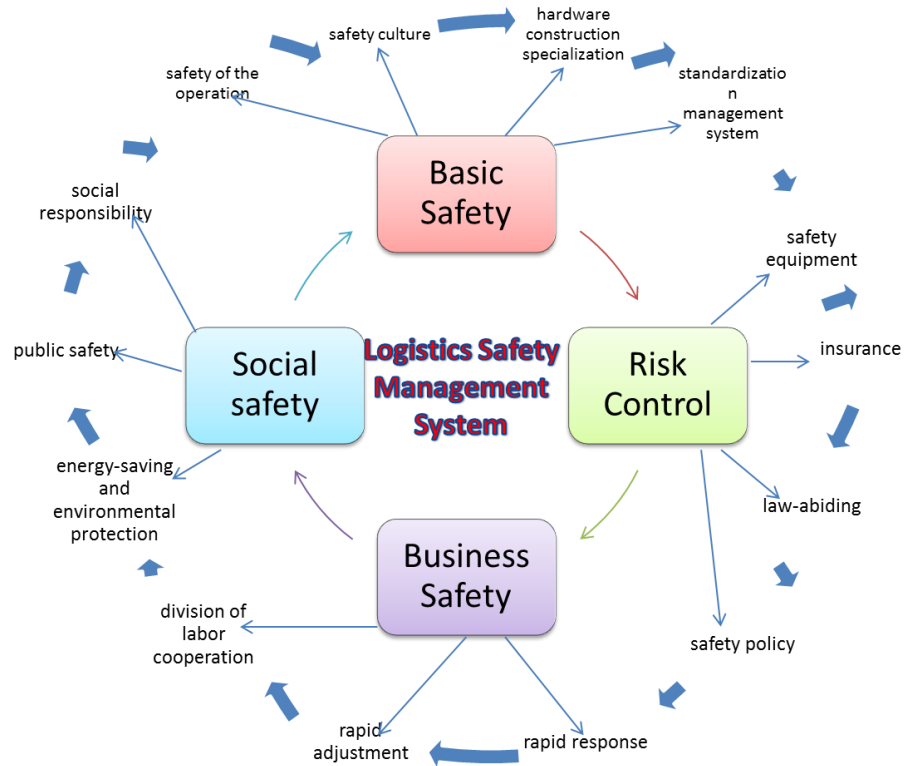 hardware
construction
specialization
safety culture
safety of the
operation
standardizatio
n
management
system
Basic
Safety
social
responsibility
safety
equipment
public safety
Social
safety
Logistics Safety
Management
System
Risk
Control
insurance
energy-saving
and
environmental
protection
law-abiding
Business
Safety
division of
labor
cooperation
safety policy
rapid
adjustment
rapid response